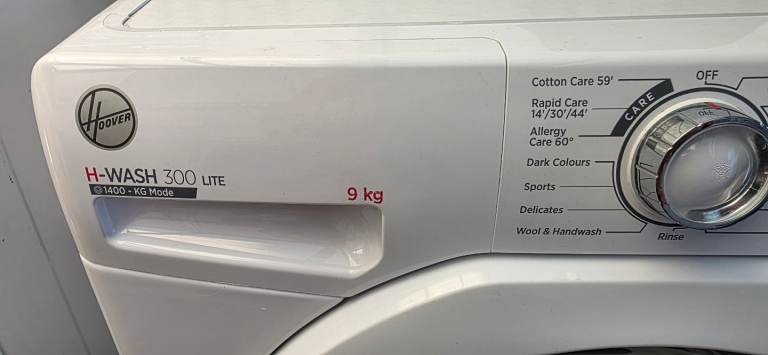 HOOVER
H-WASH 300 LITE
1400 - KG Mode
9 kg
Cotton Care 59'
Rapid Care
14'/30'/44'
Allergy
Care 60°
Dark Colours
Sports
Delicates
Wool & Handwash
Rinse
OFF
CARE
OFF